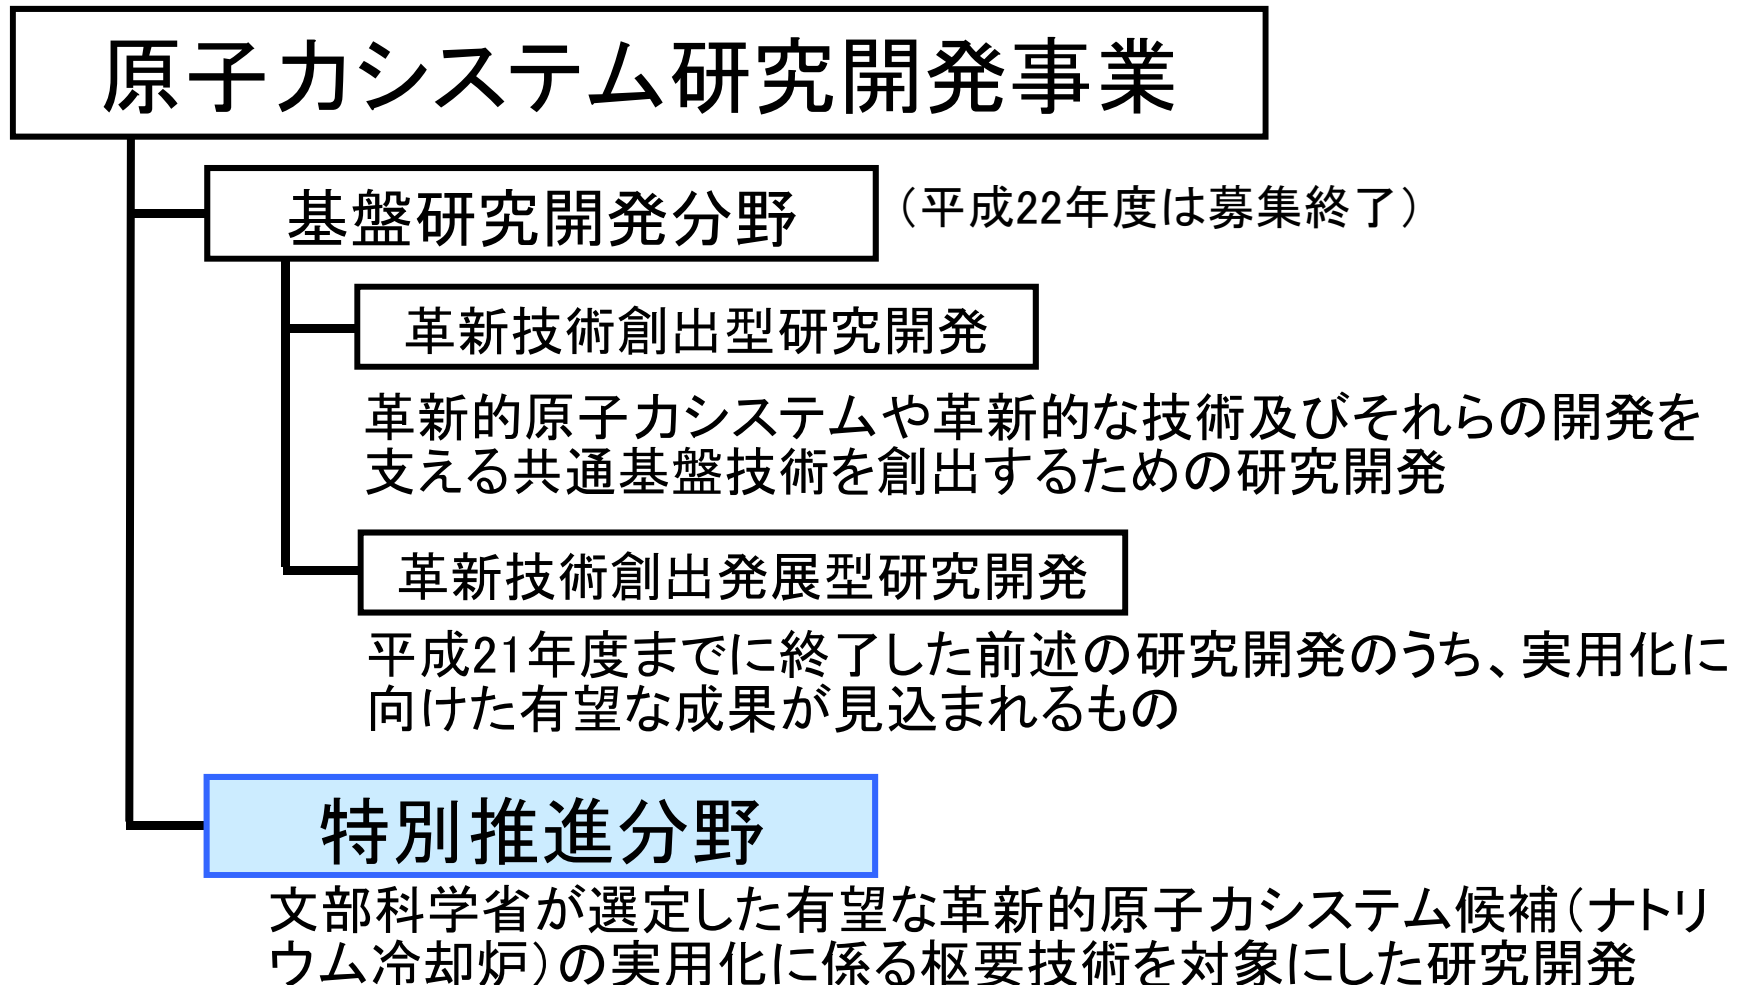 原子力システム研究開発事業
基盤研究開発分野
（平成22年度は募集終了）
革新技術創出型研究開発
革新的原子力システムや革新的な技術及びそれらの開発を
支える共通基盤技術を創出するための研究開発
革新技術創出発展型研究開発
平成21年度までに終了した前述の研究開発のうち、実用化に
向けた有望な成果が見込まれるもの
特別推進分野
文部科学省が選定した有望な革新的原子力システム候補（ナトリ
ウム冷却炉）の実用化に係る枢要技術を対象にした研究開発